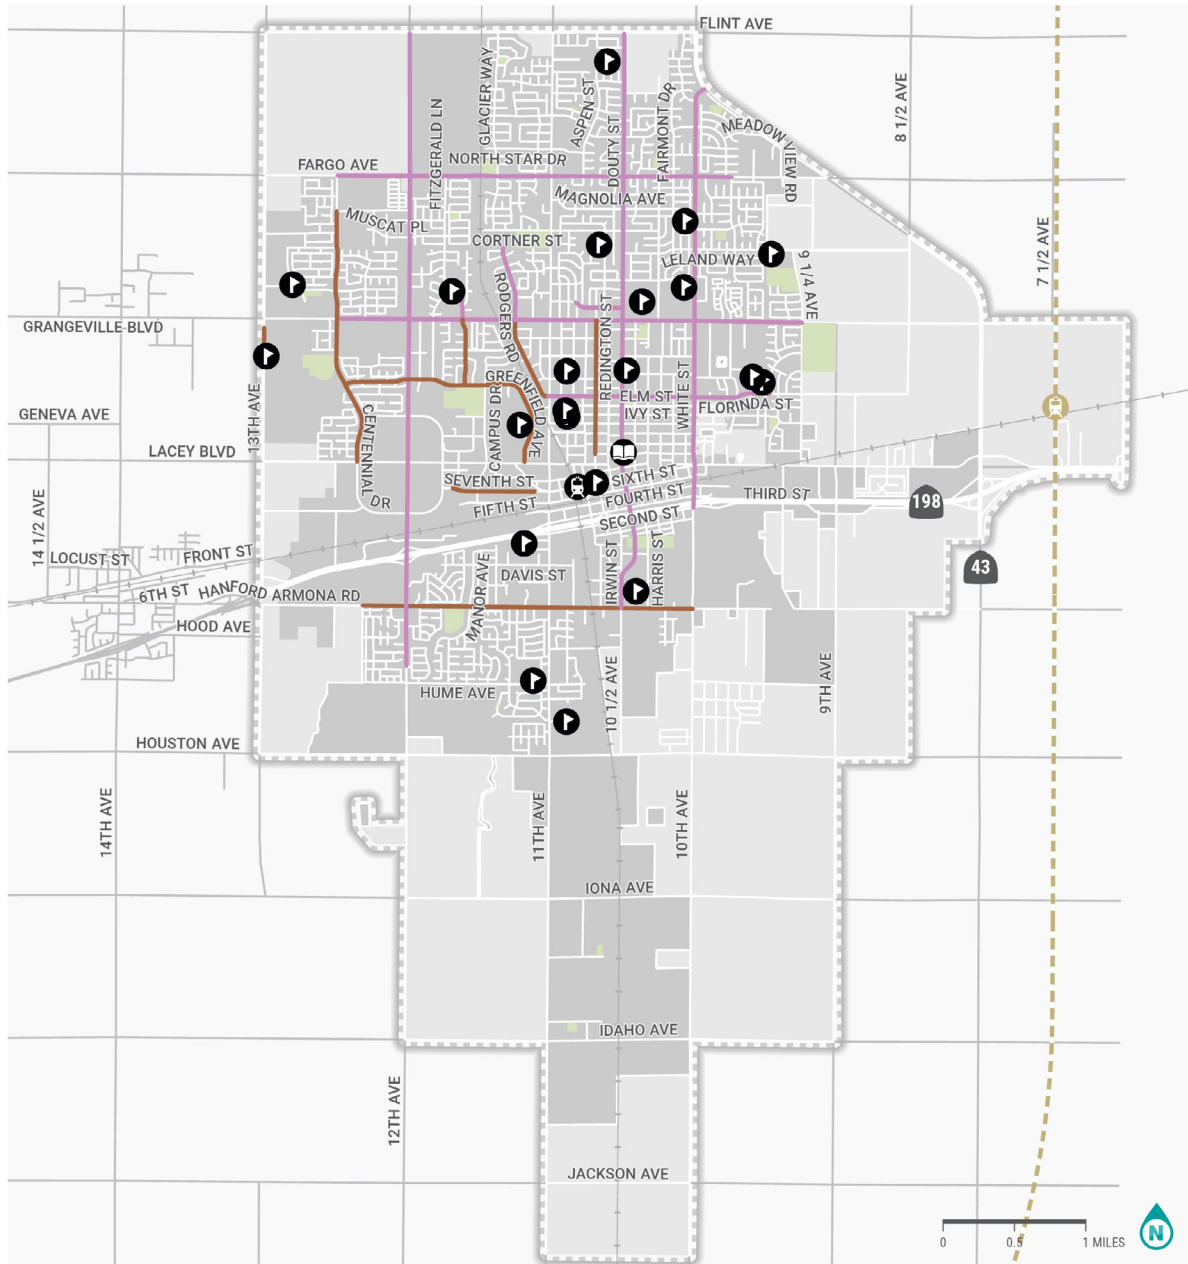 FLINT AVE
GLACIER WAY
ASPEN ST
FITZGERALD LN
DOUTY ST
FAIRMONT DR
8 1/2 AVE
MEADOW VIEW RD
NORTH STAR DR
FARGO AVE
MAGNOLIA AVE
MUSCAT PL
CORTNER ST
LELAND WAY
9 1/4 AVE
7 1/2 AVE
RODGERS RD
REDINGTON ST
GRANGEVILLE BLVD
GREENFIELD AVE
WHITE ST
ELM ST
FLORINDA ST
IVY ST
13TH AVE
GENEVA AVE
CENTENNIAL DR
CAMPUS DR
LACEY BLVD
SEVENTH ST
SIXTH ST
FOURTH ST
THIRD ST
198
FIFTH ST
SECOND ST
14 1/2 AVE
LOCUST ST
FRONT ST
43
DAVIS ST
IRWIN ST
HARRIS ST
6TH ST
HANFORD ARMONA RD
MANOR AVE
HOOD AVE
HUME AVE
10 1/2 AVE
9TH AVE
HOUSTON AVE
14TH AVE
11TH AVE
10TH AVE
IONA AVE
IDAHO AVE
12TH AVE
JACKSON AVE
0 0.5 1 MILES
N